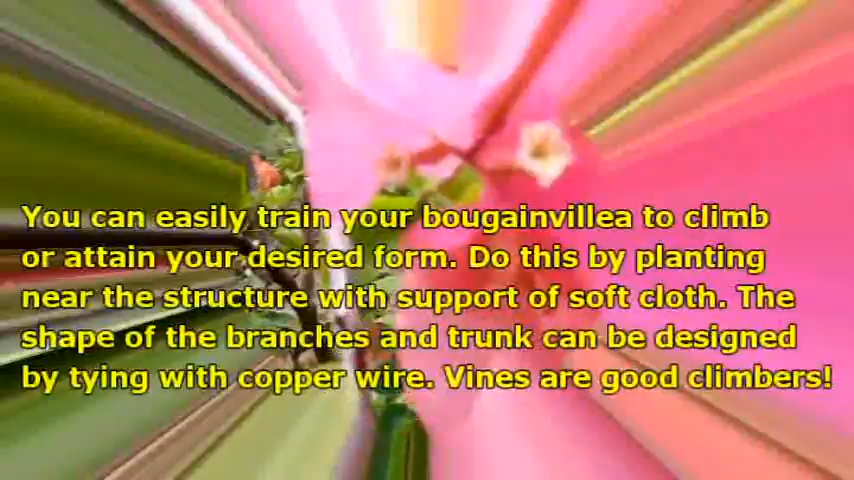 You can easily train your bougainvillea to climb
or attain your desired form. Do this by planting
near the structure with support of soft cloth. The
shape of the branches and trunk can be designed
by tying with copper wire. Vines are good climbers!